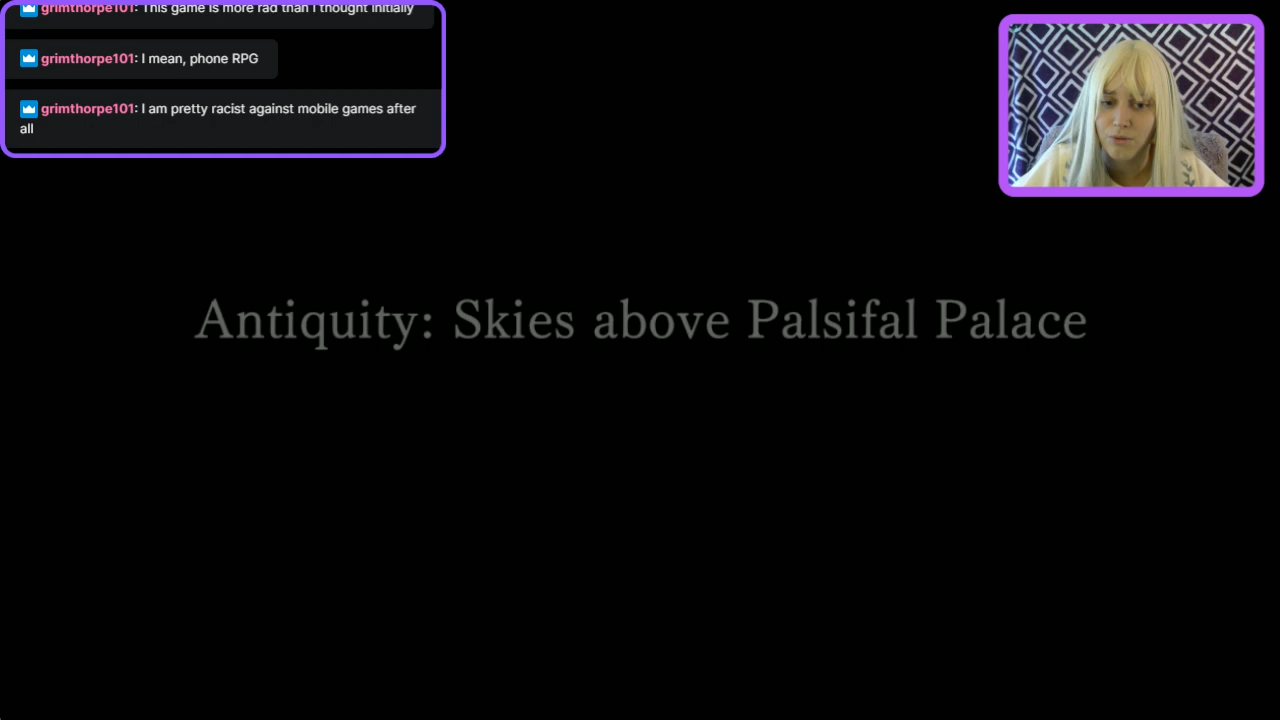 grimthorpe101: This game is more rad than I thought initially
grimthorpe101: I mean, phone RPG
grimthorpe101: I am pretty racist against mobile games after
all
Antiquity: Skies above Palsifal Palace